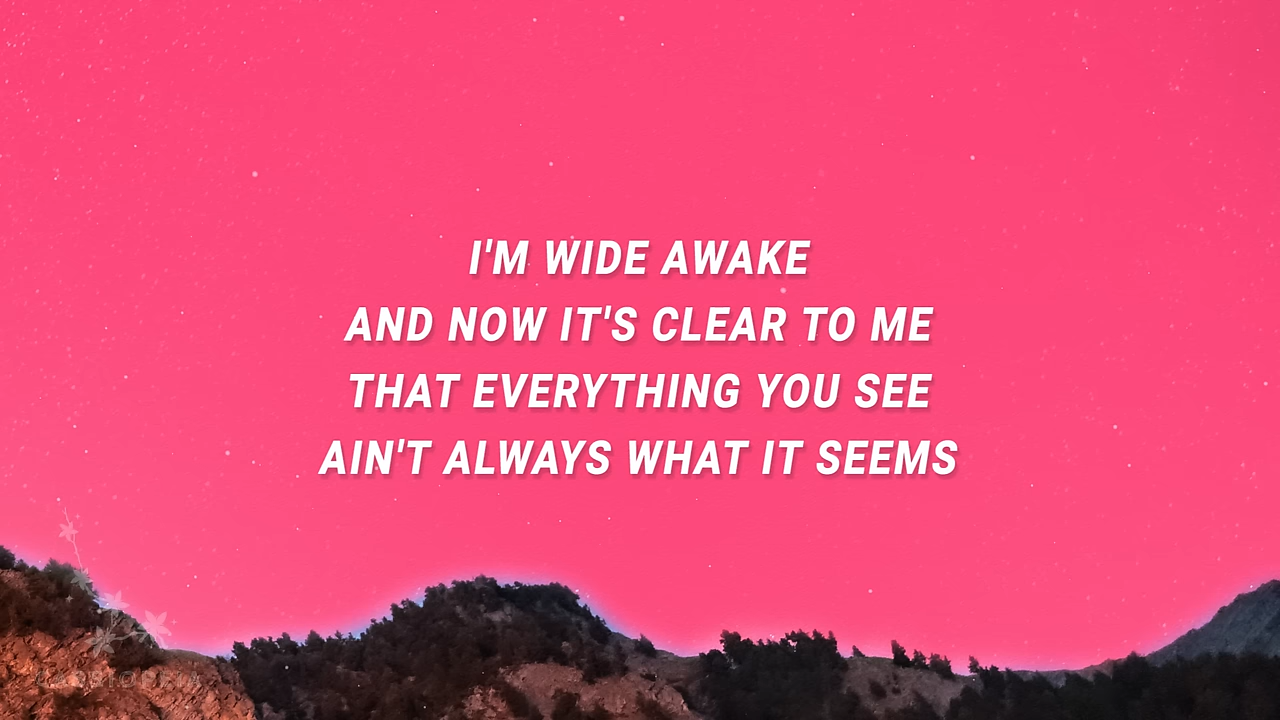 I'M WIDE AWAKE
AND NOW IT'S CLEAR TO ME
THAT EVERYTHING YOU SEE
AIN'T ALWAYS WHAT IT SEEMS